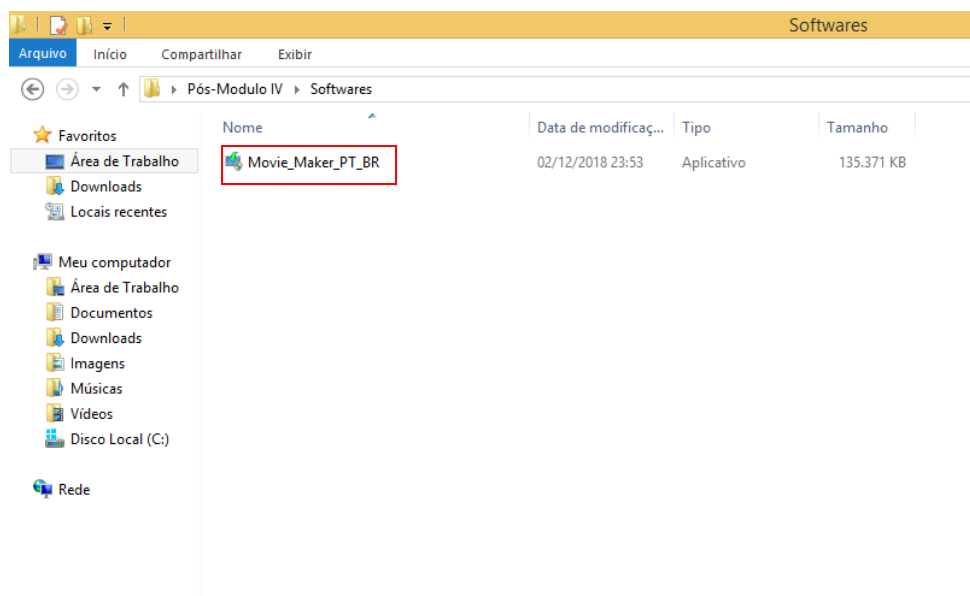 Softwares
Arquivo Início Compartilhar Exibir
Pós-Modulo IV Softwares
Nome Data de modificaç... Tipo Tamanho
Movie_Maker_PT_BR 02/12/2018 23:53 Aplicativo 135.371 KB
Favoritos
Área de Trabalho
Downloads
Locais recentes
Meu computador
Área de Trabalho
Documentos
Downloads
Imagens
Músicas
Vídeos
Disco Local (C:)
Rede